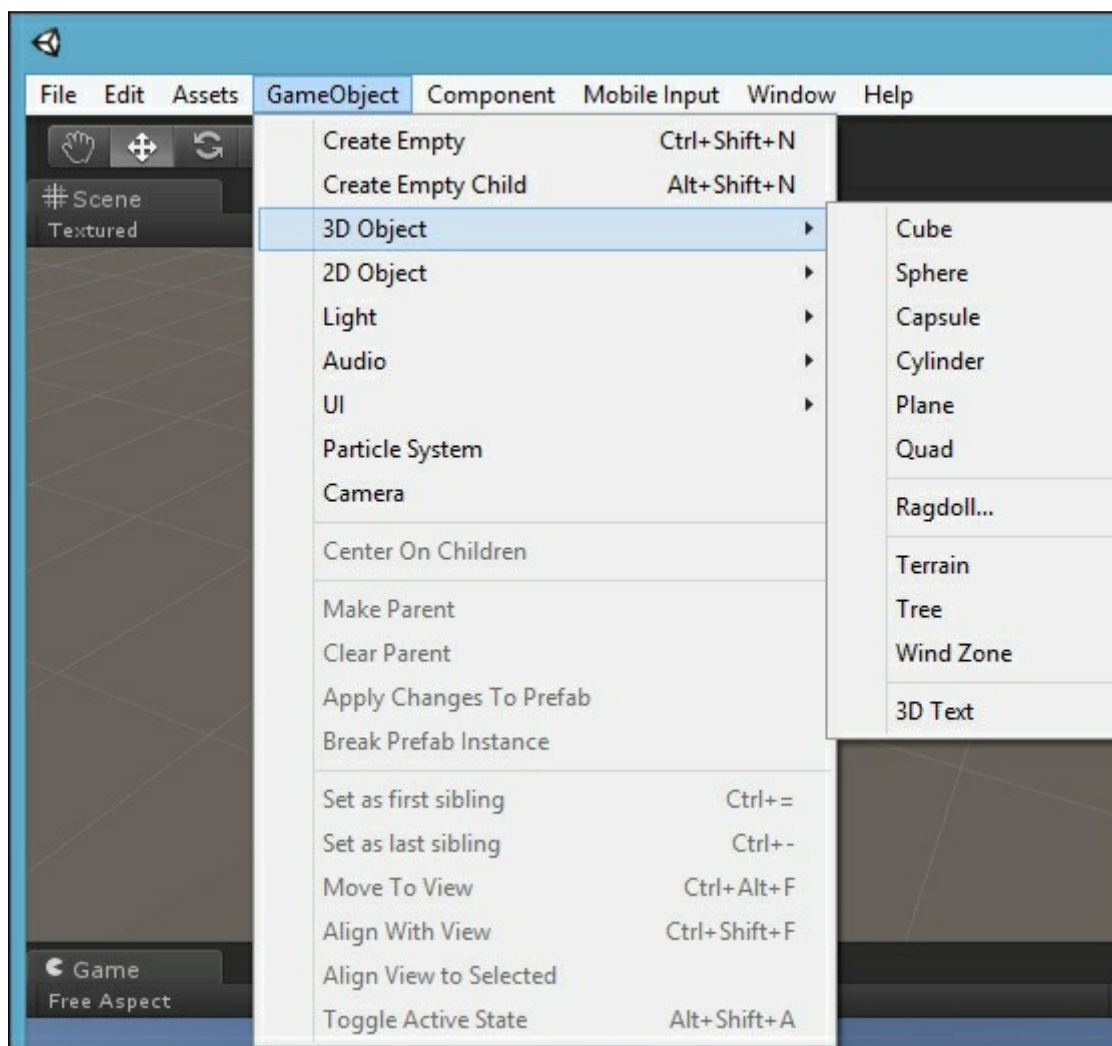 File Edit Assets GameObject Component Mobile Input Window Help
Create Empty Ctrl+Shift+N
Create Empty Child Alt+Shift+N
3D Object
2D Object
Light
Audio
UI
Particle System
Camera
Center On Children
Make Parent
Clear Parent
Apply Changes To Prefab
Break Prefab Instance
Set as first sibling Ctrl+=
Set as last sibling Ctrl+-
Move To View Ctrl+Alt+F
Align With View Ctrl+Shift+F
Align View to Selected
Toggle Active State Alt+Shift+A
Cube
Sphere
Capsule
Cylinder
Plane
Quad
Ragdoll...
Terrain
Tree
Wind Zone
3D Text
Scene
Textured
Game
Free Aspect